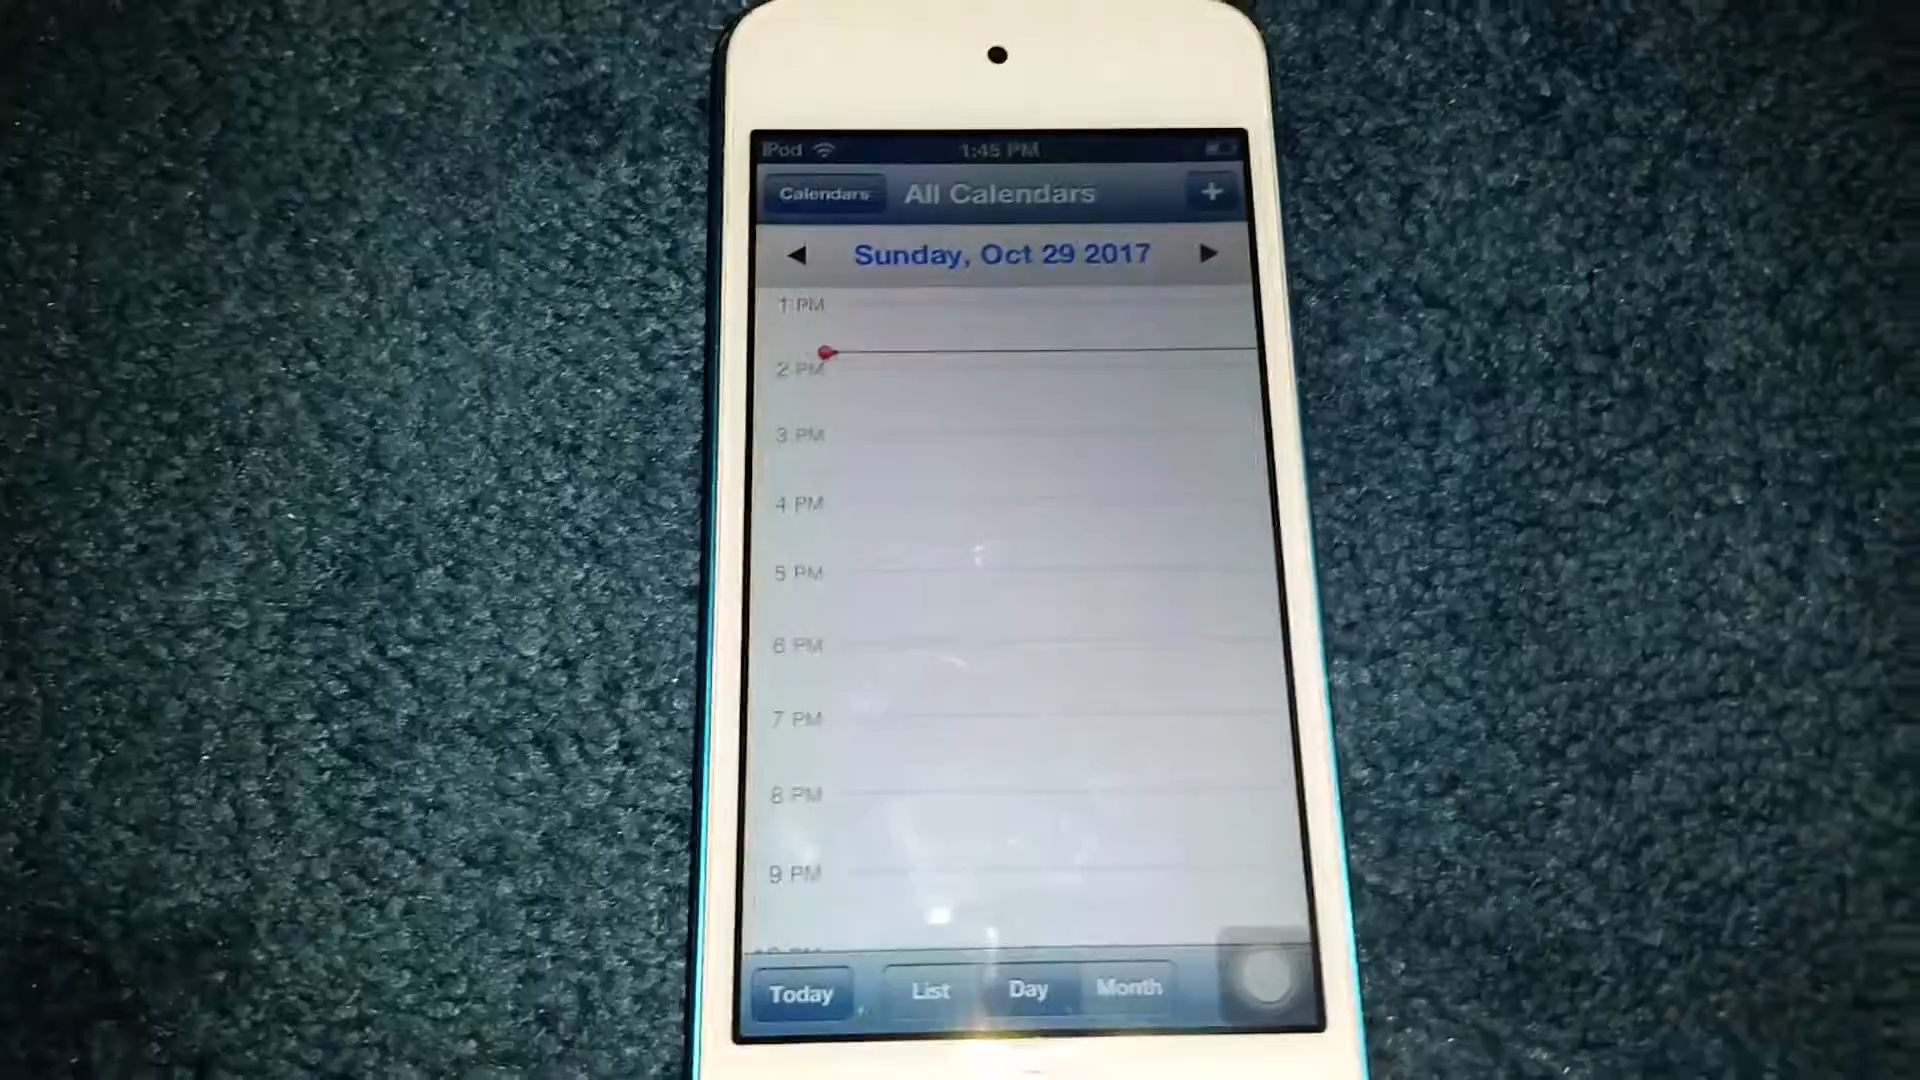 iPod 1:45 PM
Calendars All Calendars +
Sunday, Oct 29 2017
1 PM
2 PM
3 PM
4 PM
5 PM
6 PM
7 PM
8 PM
9 PM
Today List Day Month